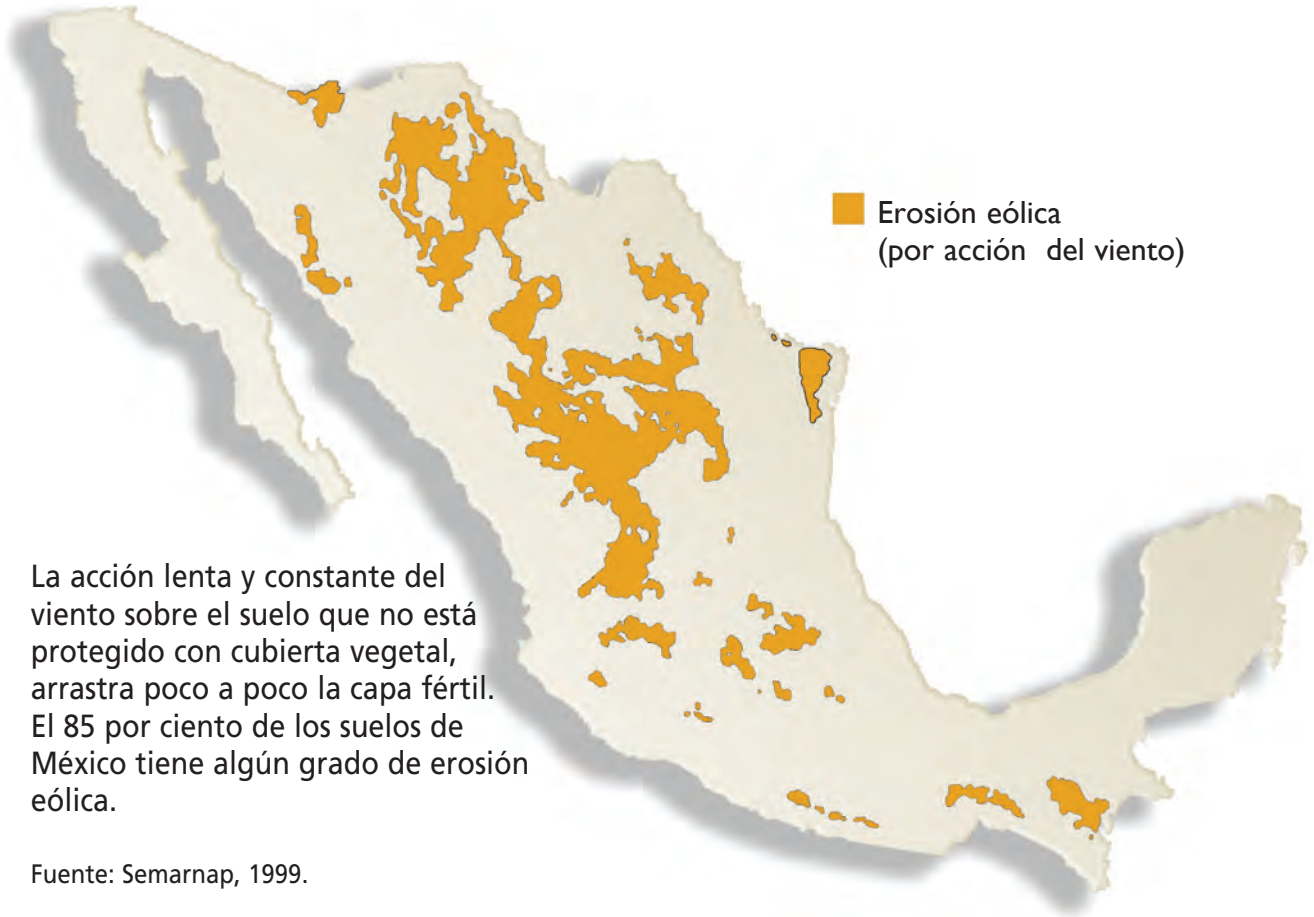 Erosión eólica
(por acción del viento)
La acción lenta y constante del
viento sobre el suelo que no está
protegido con cubierta vegetal,
arrastra poco a poco la capa fértil.
El 85 por ciento de los suelos de
México tiene algún grado de erosión
eólica.
Fuente: Semarnap, 1999.